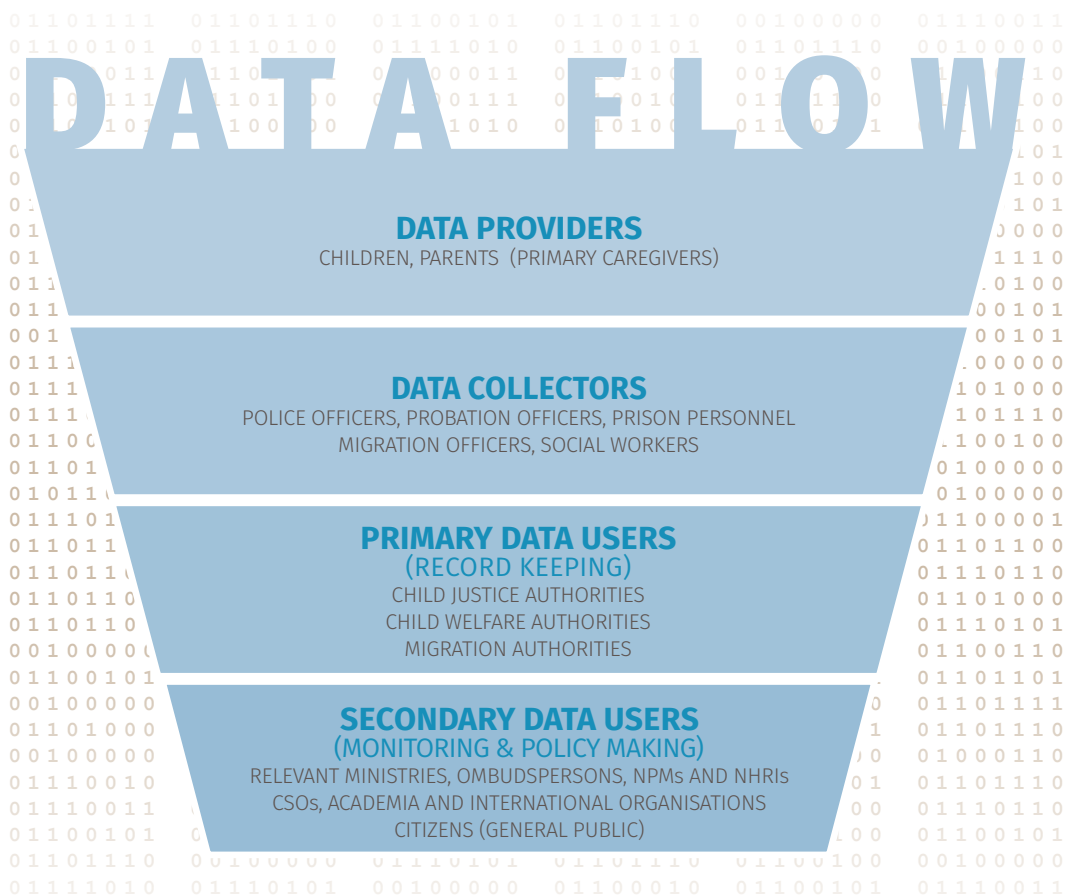 DATA FLOW
DATA PROVIDERS
CHILDREN, PARENTS (PRIMARY CAREGIVERS)
DATA COLLECTORS
POLICE OFFICERS, PROBATION OFFICERS, PRISON PERSONNEL
MIGRATION OFFICERS, SOCIAL WORKERS
PRIMARY DATA USERS
(RECORD KEEPING)
CHILD JUSTICE AUTHORITIES
CHILD WELFARE AUTHORITIES
MIGRATION AUTHORITIES
SECONDARY DATA USERS
(MONITORING & POLICY MAKING)
RELEVANT MINISTRIES, OMBUDSPERSONS, NPMs AND NHRIs
CSOs, ACADEMIA AND INTERNATIONAL ORGANISATIONS
CITIZENS (GENERAL PUBLIC)